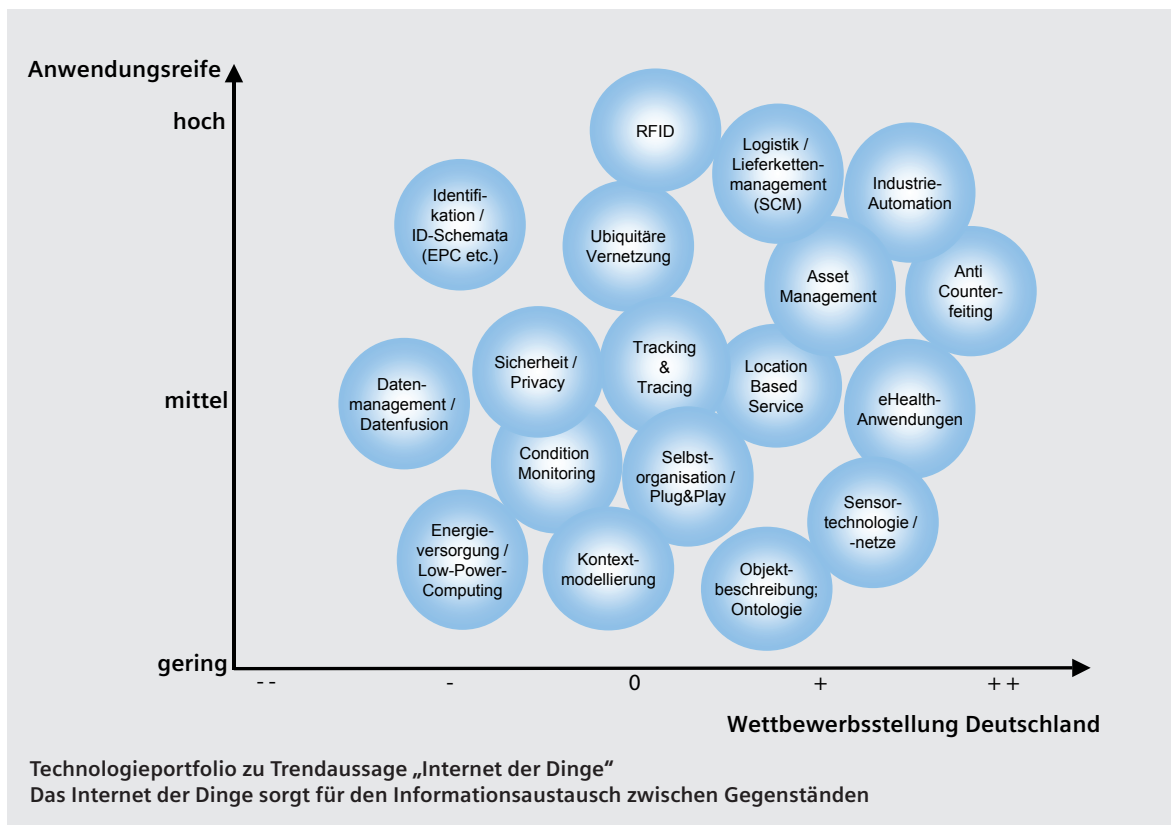 Anwendungsreife
hoch
RFID
Logistik /
Lieferketten-
management
(SCM)
Industrie-
Automation
Identifi-
kation /
ID-Schemata
(EPC etc.)
Ubiquitäre
Vernetzung
Asset
Management
Anti
Counter-
feiting
Sicherheit /
Privacy
Tracking
&
Tracing
Location
Based
Service
Daten-
management /
Datenfusion
mittel
eHealth-
Anwendungen
Condition
Monitoring
Selbst-
organisation /
Plug&Play
Sensor-
technologie /
-netze
Energie-
versorgung /
Low-Power-
Computing
Kontext-
modellierung
Objekt-
beschreibung;
Ontologie
gering
-- - 0 + ++
Wettbewerbsstellung Deutschland
Technologieportfolio zu Trendaussage „Internet der Dinge“
Das Internet der Dinge sorgt für den Informationsaustausch zwischen Gegenständen